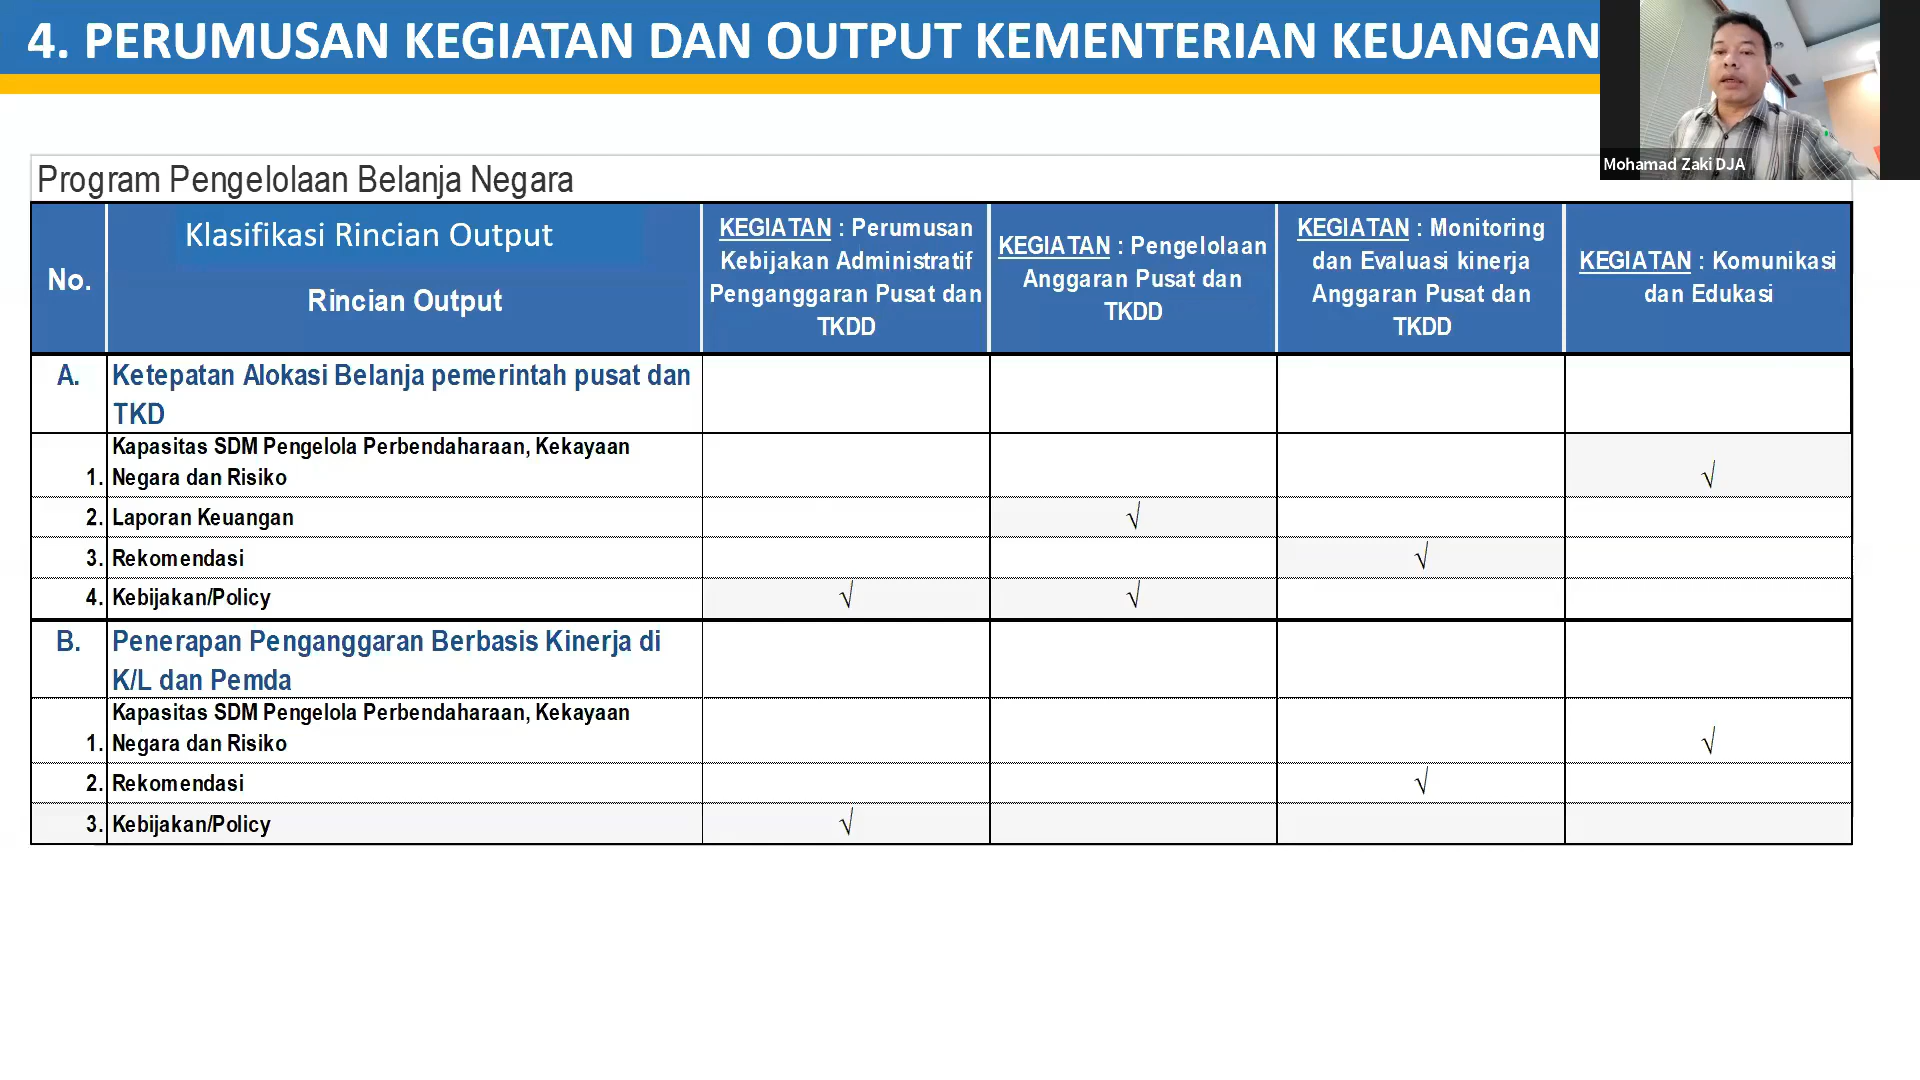 4. PERUMUSAN KEGIATAN DAN OUTPUT KEMENTERIAN KEUANGAN
Mohamad Zaki DJA
Program Pengelolaan Belanja Negara
No.
Klasifikasi Rincian Output
Rincian Output
KEGIATAN : Perumusan
Kebijakan Administratif
Penganggaran Pusat dan
TKDD
KEGIATAN : Pengelolaan
Anggaran Pusat dan
TKDD
KEGIATAN : Monitoring
dan Evaluasi kinerja
Anggaran Pusat dan
TKDD
KEGIATAN : Komunikasi
dan Edukasi
A. Ketepatan Alokasi Belanja pemerintah pusat dan
TKD
Kapasitas SDM Pengelola Perbendaharaan, Kekayaan
1. Negara dan Risiko √
2. Laporan Keuangan √
3. Rekomendasi √
4. Kebijakan/Policy √ √
B. Penerapan Penganggaran Berbasis Kinerja di
K/L dan Pemda
Kapasitas SDM Pengelola Perbendaharaan, Kekayaan
1. Negara dan Risiko √
2. Rekomendasi √
3. Kebijakan/Policy √